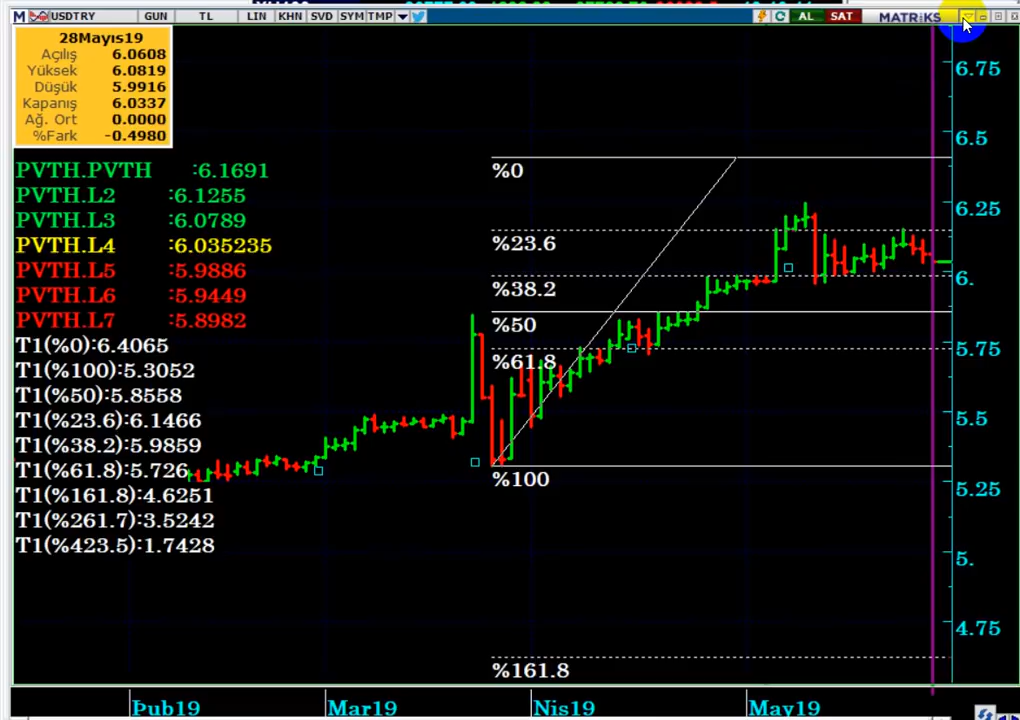 M USDTRY GUN TL LIN KHN SVD SYM TMP C AL SAT MATRİKS
28Mayıs19
Açılış 6.0608
Yüksek 6.0819
Düşük 5.9916
Kapanış 6.0337
Ağ. Ort 0.0000
%Fark -0.4980
PVTH.PVTH :6.1691
PVTH.L2 :6.1255
PVTH.L3 :6.0789
PVTH.L4 :6.035235
PVTH.L5 :5.9886
PVTH.L6 :5.9449
PVTH.L7 :5.8982
T1(%0):6.4065
T1(%100):5.3052
T1(%50):5.8558
T1(%23.6):6.1466
T1(%38.2):5.9859
T1(%61.8):5.726
T1(%161.8):4.6251
T1(%261.7):3.5242
T1(%423.5):1.7428
%0
%23.6
%38.2
%50
%61.8
%100
%161.8
6.75
6.5
6.25
6.
5.75
5.5
5.25
5.
4.75
Þub19 Mar19 Nis19 May19